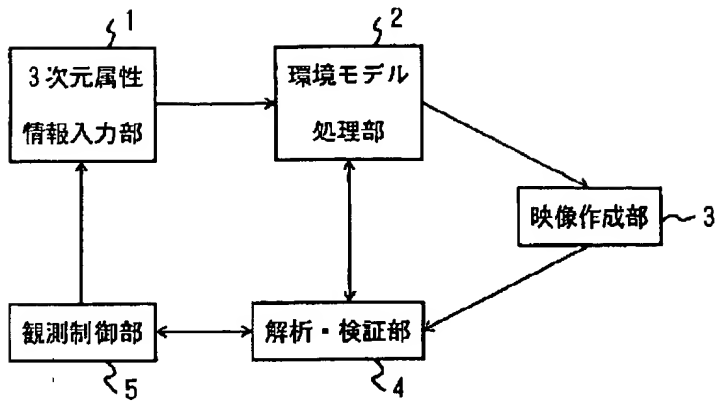 1
3次元属性
情報入力部
2
環境モデル
処理部
映像作成部
3
観測制御部
5
解析・検証部
4